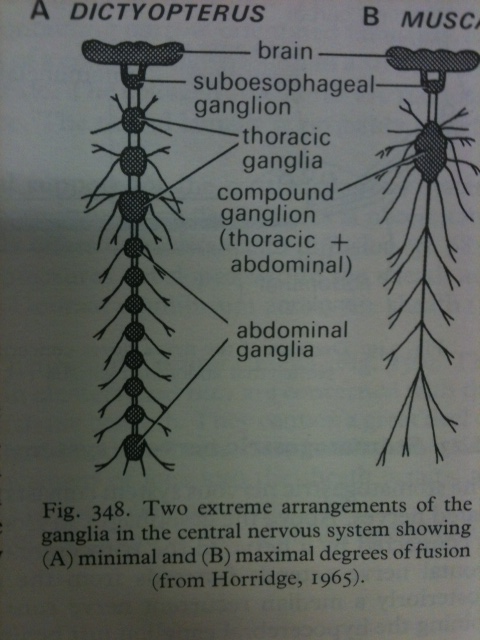 A DICTYOPTERUS
B MUSCA
brain
suboesophageal
ganglion
thoracic
ganglia
compound
ganglion
(thoracic +
abdominal)
abdominal
ganglia
Fig. 348. Two extreme arrangements of the
ganglia in the central nervous system showing
(A) minimal and (B) maximal degrees of fusion
(from Horridge, 1965).